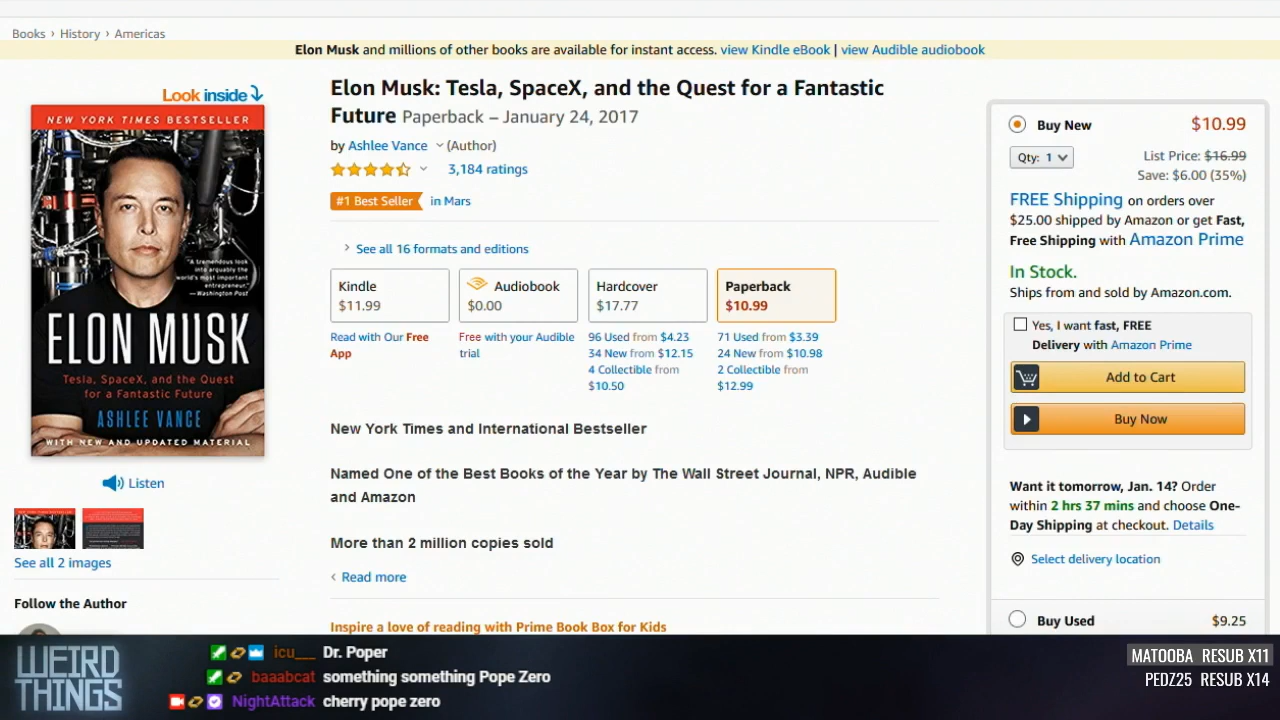 Books › History › Americas
Elon Musk and millions of other books are available for instant access. view Kindle eBook | view Audible audiobook
Look inside
NEW YORK TIMES BESTSELLER
"A tremendous look
into arguably the
world's most important
entrepreneur."
—Washington Post
ELON MUSK
Tesla, SpaceX, and the Quest
for a Fantastic Future
ASHLEE VANCE
WITH NEW AND UPDATED MATERIAL
Listen
See all 2 images
Follow the Author
Elon Musk: Tesla, SpaceX, and the Quest for a Fantastic
Future Paperback – January 24, 2017
by Ashlee Vance (Author)
3,184 ratings
#1 Best Seller in Mars
› See all 16 formats and editions
Kindle
$11.99
Read with Our Free
App
Audiobook
$0.00
Free with your Audible
trial
Hardcover
$17.77
96 Used from $4.23
34 New from $12.15
4 Collectible from
$10.50
Paperback
$10.99
71 Used from $3.39
24 New from $10.98
2 Collectible from
$12.99
New York Times and International Bestseller
Named One of the Best Books of the Year by The Wall Street Journal, NPR, Audible
and Amazon
More than 2 million copies sold
‹ Read more
Inspire a love of reading with Prime Book Box for Kids
Buy New $10.99
Qty: 1
List Price: $16.99
Save: $6.00 (35%)
FREE Shipping on orders over
$25.00 shipped by Amazon or get Fast,
Free Shipping with Amazon Prime
In Stock.
Ships from and sold by Amazon.com.
Yes, I want fast, FREE
Delivery with Amazon Prime
Add to Cart
Buy Now
Want it tomorrow, Jan. 14? Order
within 2 hrs 37 mins and choose One-
Day Shipping at checkout. Details
Select delivery location
Buy Used $9.25
WEIRD
THINGS
icu___ Dr. Poper
baaabcat something something Pope Zero
NightAttack cherry pope zero
MATOOBA RESUB X11
PEDZ25 RESUB X14